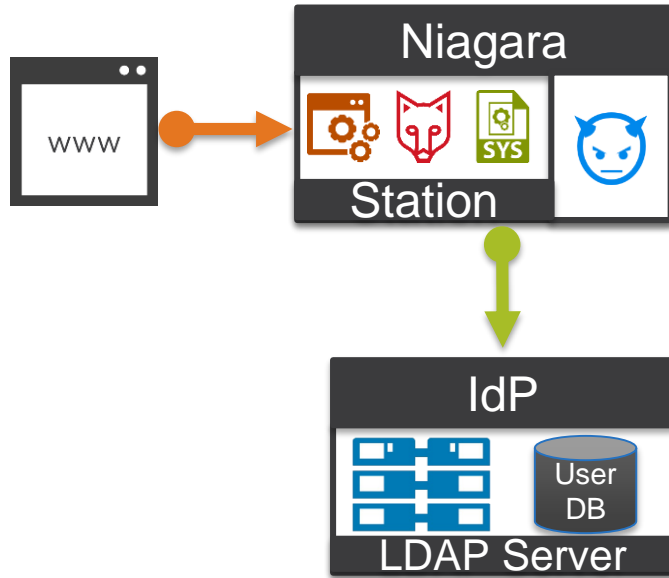 Niagara
www
SYS
Station
IdP
User
DB
LDAP Server